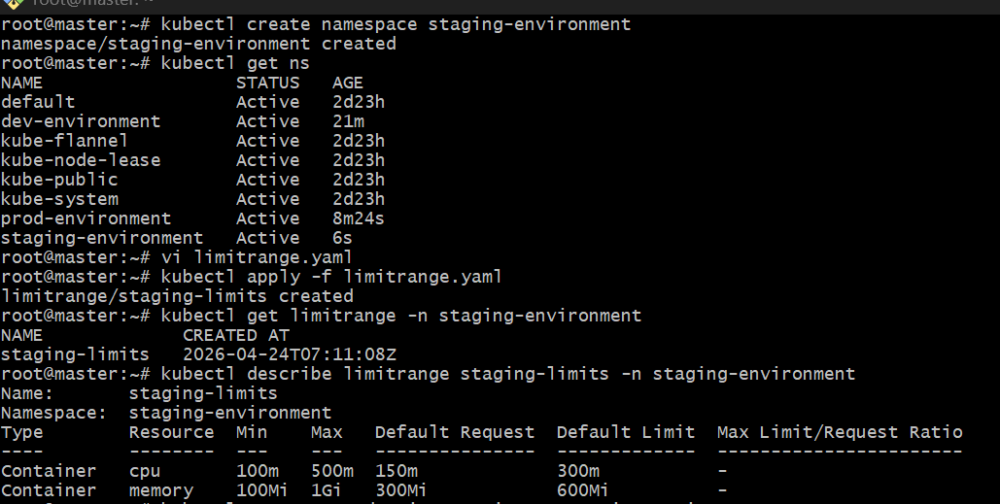 root@master:~# kubectl create namespace staging-environment
namespace/staging-environment created
root@master:~# kubectl get ns
NAME                  STATUS   AGE
default               Active   2d23h
dev-environment       Active   21m
kube-flannel          Active   2d23h
kube-node-lease       Active   2d23h
kube-public           Active   2d23h
kube-system           Active   2d23h
prod-environment      Active   8m24s
staging-environment   Active   6s
root@master:~# vi limitrange.yaml
root@master:~# kubectl apply -f limitrange.yaml
limitrange/staging-limits created
root@master:~# kubectl get limitrange -n staging-environment
NAME             CREATED AT
staging-limits   2026-04-24T07:11:08Z
root@master:~# kubectl describe limitrange staging-limits -n staging-environment
Name:       staging-limits
Namespace:  staging-environment
Type        Resource  Min    Max    Default Request  Default Limit  Max Limit/Request Ratio
----        --------  ---    ---    ---------------  -------------  -----------------------
Container   cpu       100m   500m   150m             300m           -
Container   memory    100Mi  1Gi    300Mi            600Mi          -